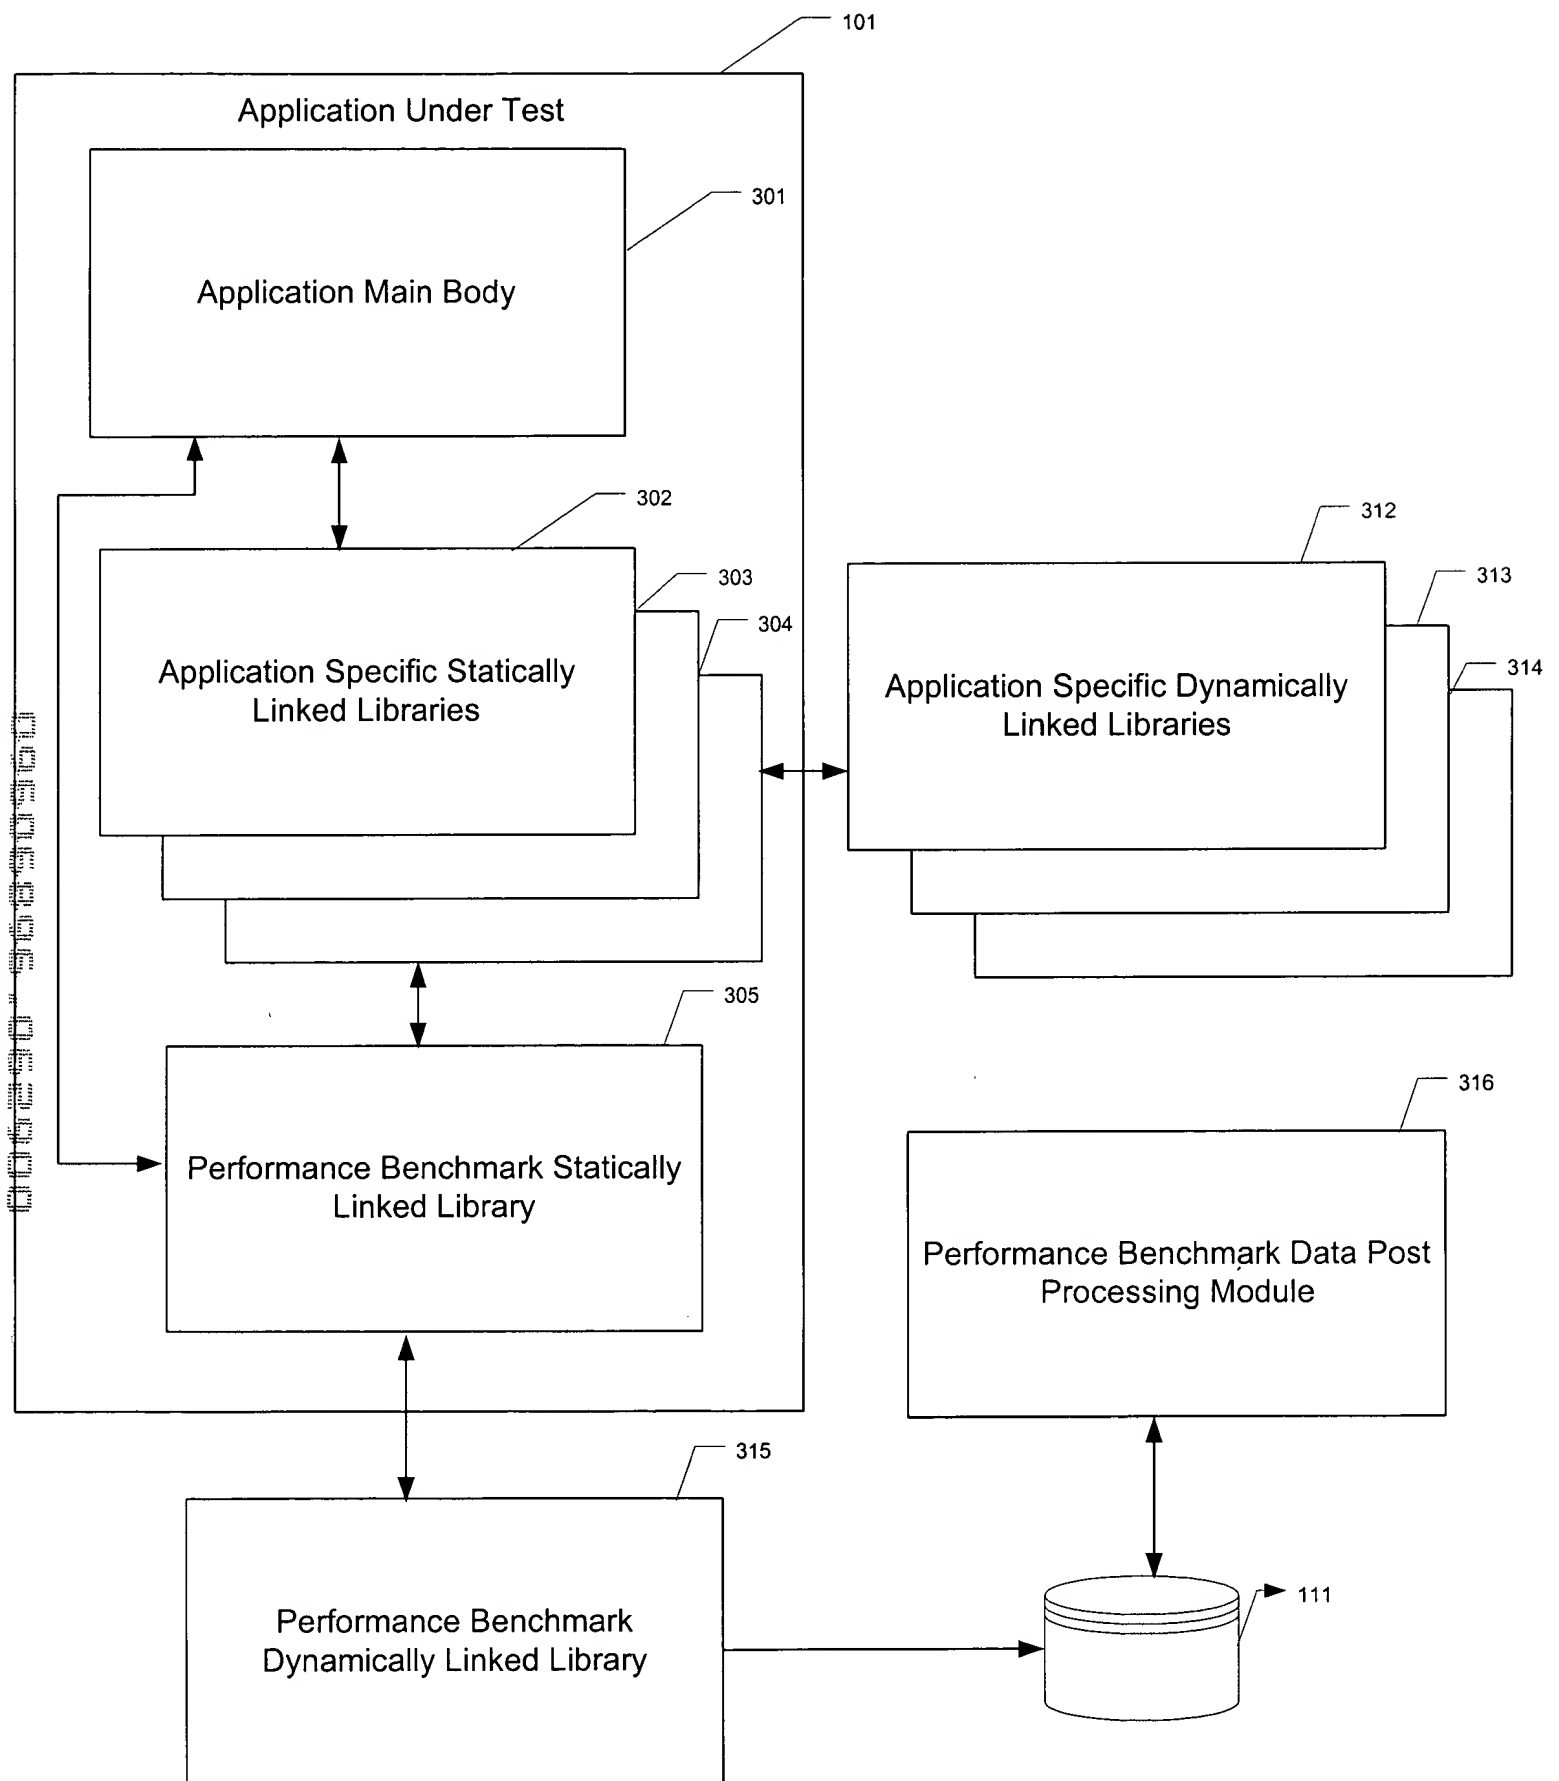 101
Application Under Test
301
Application Main Body
302
303
304
Application Specific Statically
Linked Libraries
312
313
314
Application Specific Dynamically
Linked Libraries
305
Performance Benchmark Statically
Linked Library
316
Performance Benchmark Data Post
Processing Module
315
Performance Benchmark
Dynamically Linked Library
111